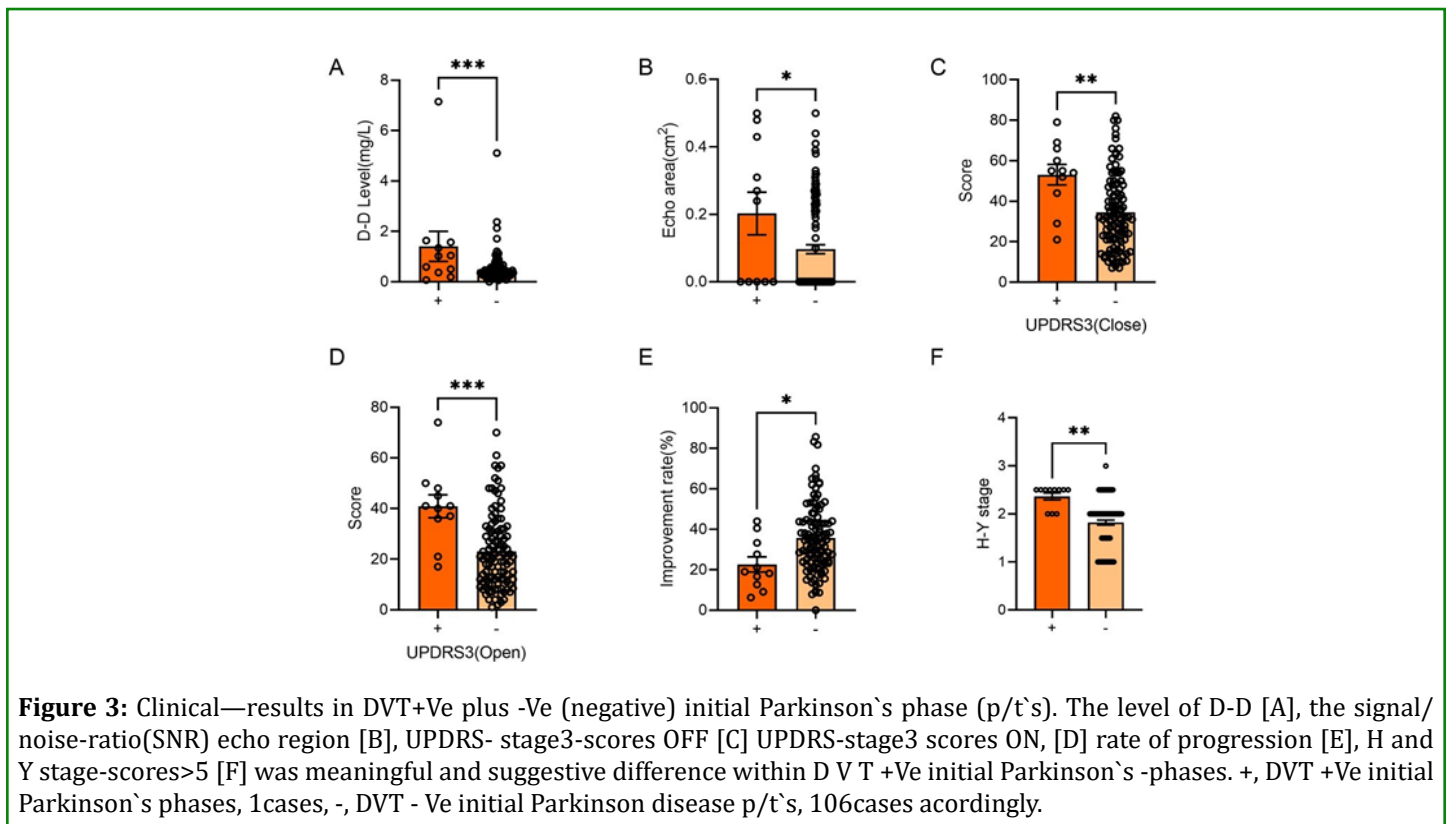 A
***
8
6
4
2
0
D-D Level(mg/L)
+
-
B
*
0.6
0.4
0.2
0.0
Echo area(cm²)
+
-
C
**
100
80
60
40
20
0
Score
+
-
UPDRS3(Close)
D
***
80
60
40
20
0
Score
+
-
UPDRS3(Open)
E
*
100
80
60
40
20
0
Improvement rate(%)
+
-
F
**
4
3
2
1
0
H-Y stage
+
-
Figure 3: Clinical—results in DVT+Ve plus -Ve (negative) initial Parkinson`s phase (p/t`s). The level of D-D [A], the signal/
noise-ratio(SNR) echo region [B], UPDRS- stage3-scores OFF [C] UPDRS-stage3 scores ON, [D] rate of progression [E], H and
Y stage-scores>5 [F] was meaningful and suggestive difference within D V T +Ve initial Parkinson`s -phases. +, DVT +Ve initial
Parkinson`s phases, 1cases, -, DVT - Ve initial Parkinson disease p/t`s, 106cases acordingly.